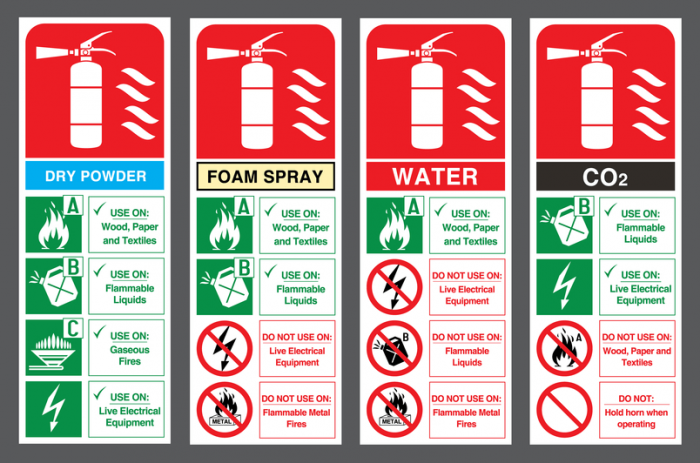 DRY POWDER
A
USE ON:
Wood, Paper
and Textiles
B
USE ON:
Flammable
Liquids
C
USE ON:
Gaseous
Fires
USE ON:
Live Electrical
Equipment
FOAM SPRAY
A
USE ON:
Wood, Paper
and Textiles
B
USE ON:
Flammable
Liquids
DO NOT USE ON:
Live Electrical
Equipment
METAL
DO NOT USE ON:
Flammable Metal
Fires
WATER
A
USE ON:
Wood, Paper
and Textiles
DO NOT USE ON:
Live Electrical
Equipment
B
DO NOT USE ON:
Flammable
Liquids
METAL
DO NOT USE ON:
Flammable Metal
Fires
CO2
B
USE ON:
Flammable
Liquids
USE ON:
Live Electrical
Equipment
A
DO NOT USE ON:
Wood, Paper and
Textiles
DO NOT:
Hold horn when
operating